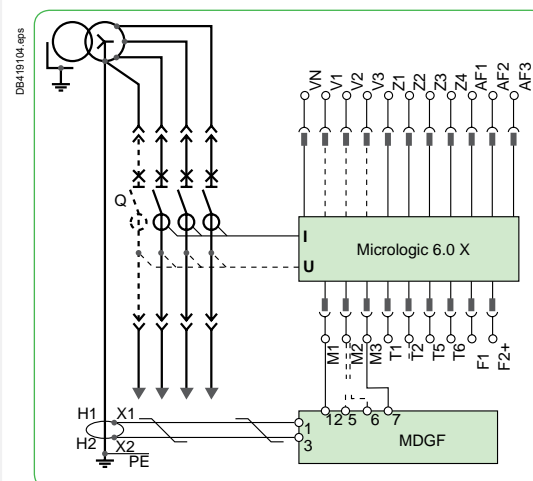 DB419104.eps
VN
V1
V2
V3
Z1
Z2
Z3
Z4
AF1
AF2
AF3
Q
I
U
Micrologic 6.0 X
M1
M2
M3
T1
T2
T5
T6
F1
F2+
H1
X1
H2
X2
PE
1
3
12
5
6
7
MDGF